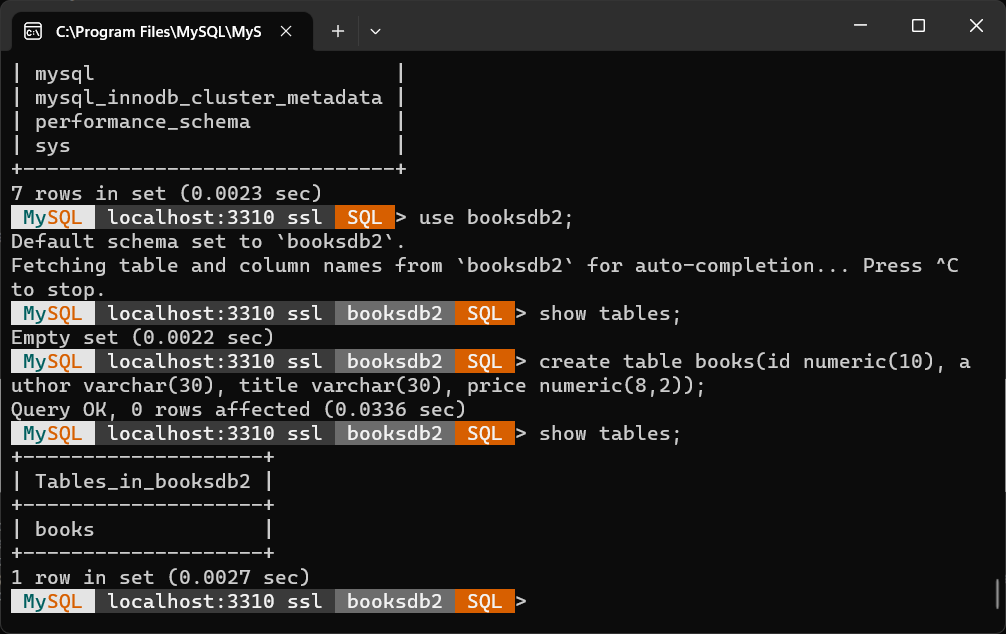 C:\Program Files\MySQL\MyS
| mysql                         |
| mysql_innodb_cluster_metadata |
| performance_schema            |
| sys                           |
+-------------------------------+
7 rows in set (0.0023 sec)
MySQL localhost:3310 ssl SQL > use booksdb2;
Default schema set to `booksdb2`.
Fetching table and column names from `booksdb2` for auto-completion... Press ^C
to stop.
MySQL localhost:3310 ssl booksdb2 SQL > show tables;
Empty set (0.0022 sec)
MySQL localhost:3310 ssl booksdb2 SQL > create table books(id numeric(10), a
uthor varchar(30), title varchar(30), price numeric(8,2));
Query OK, 0 rows affected (0.0336 sec)
MySQL localhost:3310 ssl booksdb2 SQL > show tables;
+--------------------+
| Tables_in_booksdb2 |
+--------------------+
| books              |
+--------------------+
1 row in set (0.0027 sec)
MySQL localhost:3310 ssl booksdb2 SQL >